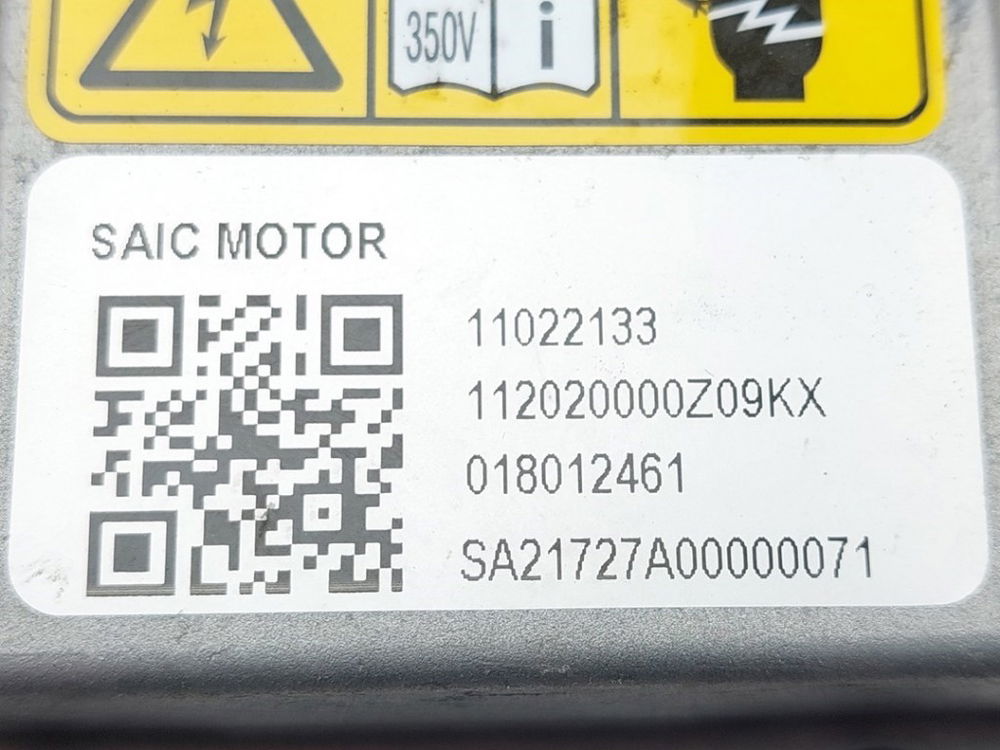 350V
i
SAIC MOTOR
11022133
112020000Z09KX
018012461
SA21727A00000071